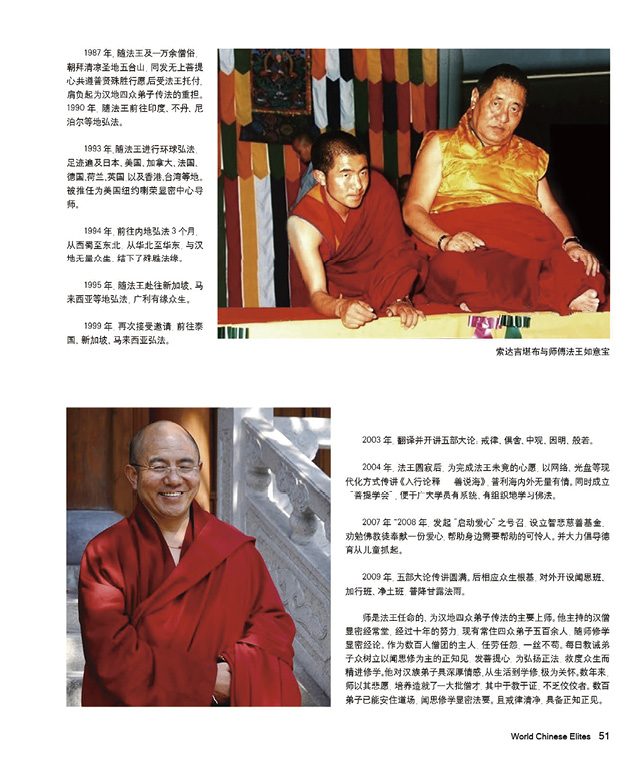 1987 年, 随法王及一万余僧俗,
朝拜清凉圣地五台山, 同发无上菩提
心共遵普贤殊胜行愿,后受法王托付,
肩负起为汉地四众弟子传法的重担。
1990 年, 随法王前往印度、不丹、尼
泊尔等地弘法。
1993 年,随法王进行环球弘法,
足迹遍及日本、美国、加拿大、法国、
德国,荷兰,英国 以及香港,台湾等地。
被推任为美国纽约喇荣显密中心导
师。
1994 年, 前往内地弘法 3 个月,
从西蜀至东北, 从华北至华东, 与汉
地无量众生, 结下了殊胜法缘。
1995 年, 随法王赴往新加坡、马
来西亚等地弘法, 广利有缘众生。
1999 年, 再次接受邀请, 前往泰
国, 新加坡, 马来西亚弘法。
索达吉堪布与师傅法王如意宝
2003 年, 翻译并开讲五部大论: 戒律、俱舍、中观、因明、般若。
2004 年, 法王圆寂后, 为完成法王未竟的心愿, 以网络, 光盘等现
代化方式传讲《入行论释 善说海》, 普利海内外无量有情。同时成立
“菩提学会”, 便于广大学员有系统、有组织地学习佛法。
2007 年~2008 年, 发起“启动爱心”之号召, 设立智悲慈善基金,
劝勉佛教徒奉献一份爱心, 帮助身边需要帮助的可怜人。并大力倡导德
育从儿童抓起。
2009 年, 五部大论传讲圆满。后相应众生根基, 对外开设闻思班、
加行班、净土班, 普降甘露法雨。
师是法王任命的、为汉地四众弟子传法的主要上师。他主持的汉僧
显密经常堂, 经过十年的努力, 现有常住四众弟子五百余人, 随师修学
显密经论。作为数百人僧团的主人, 任劳任怨, 一丝不苟。每日教诫弟
子众树立以闻思修为主的正知见, 发菩提心, 为弘扬正法, 救度众生而
精进修学。他对汉族弟子具深厚情感,从生活到学修,极为关怀。数年来,
师以其悲愿, 培养造就了一大批僧才, 其中于教于证, 不乏佼佼者。数百
弟子已能安住道场, 闻思修学显密法要。且戒律清净、具备正知正见。
World Chinese Elites 51